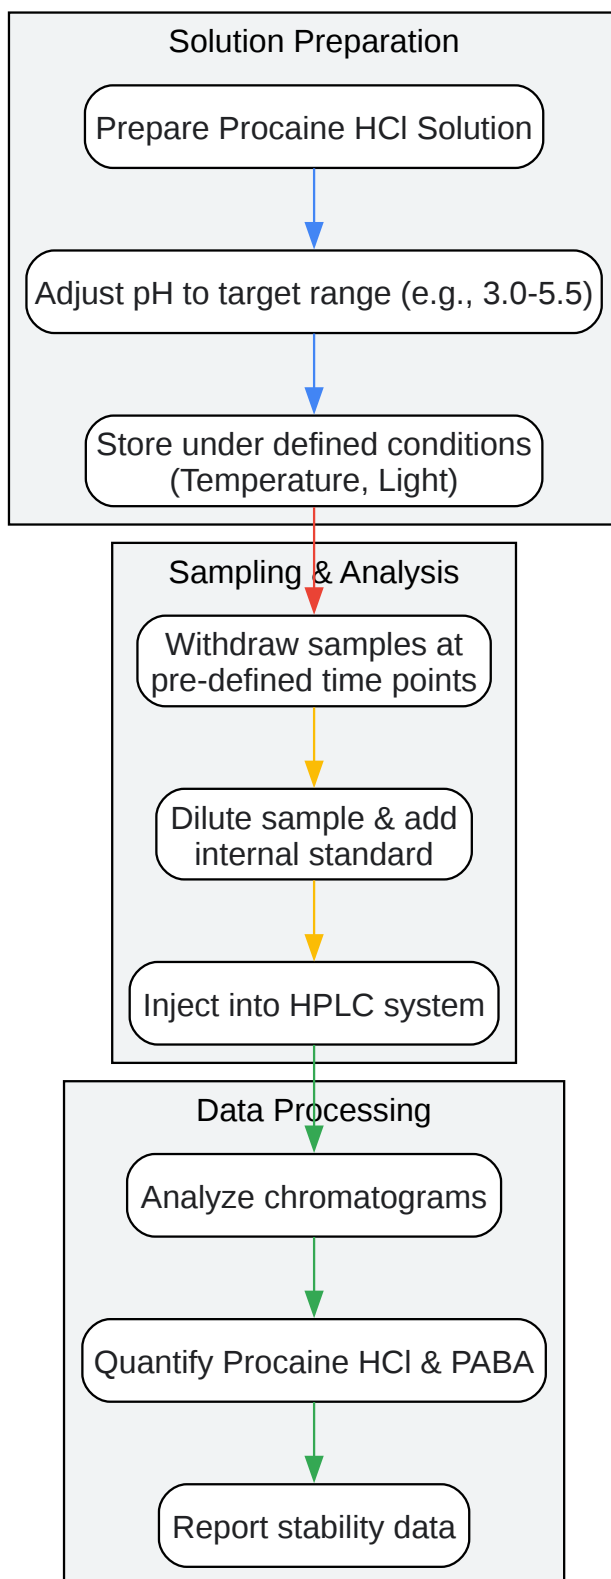 Solution Preparation
Prepare Procaine HCl Solution
Adjust pH to target range (e.g., 3.0-5.5)
Store under defined conditions
(Temperature, Light)
Sampling & Analysis
Withdraw samples at
pre-defined time points
Dilute sample & add
internal standard
Inject into HPLC system
Data Processing
Analyze chromatograms
Quantify Procaine HCl & PABA
Report stability data